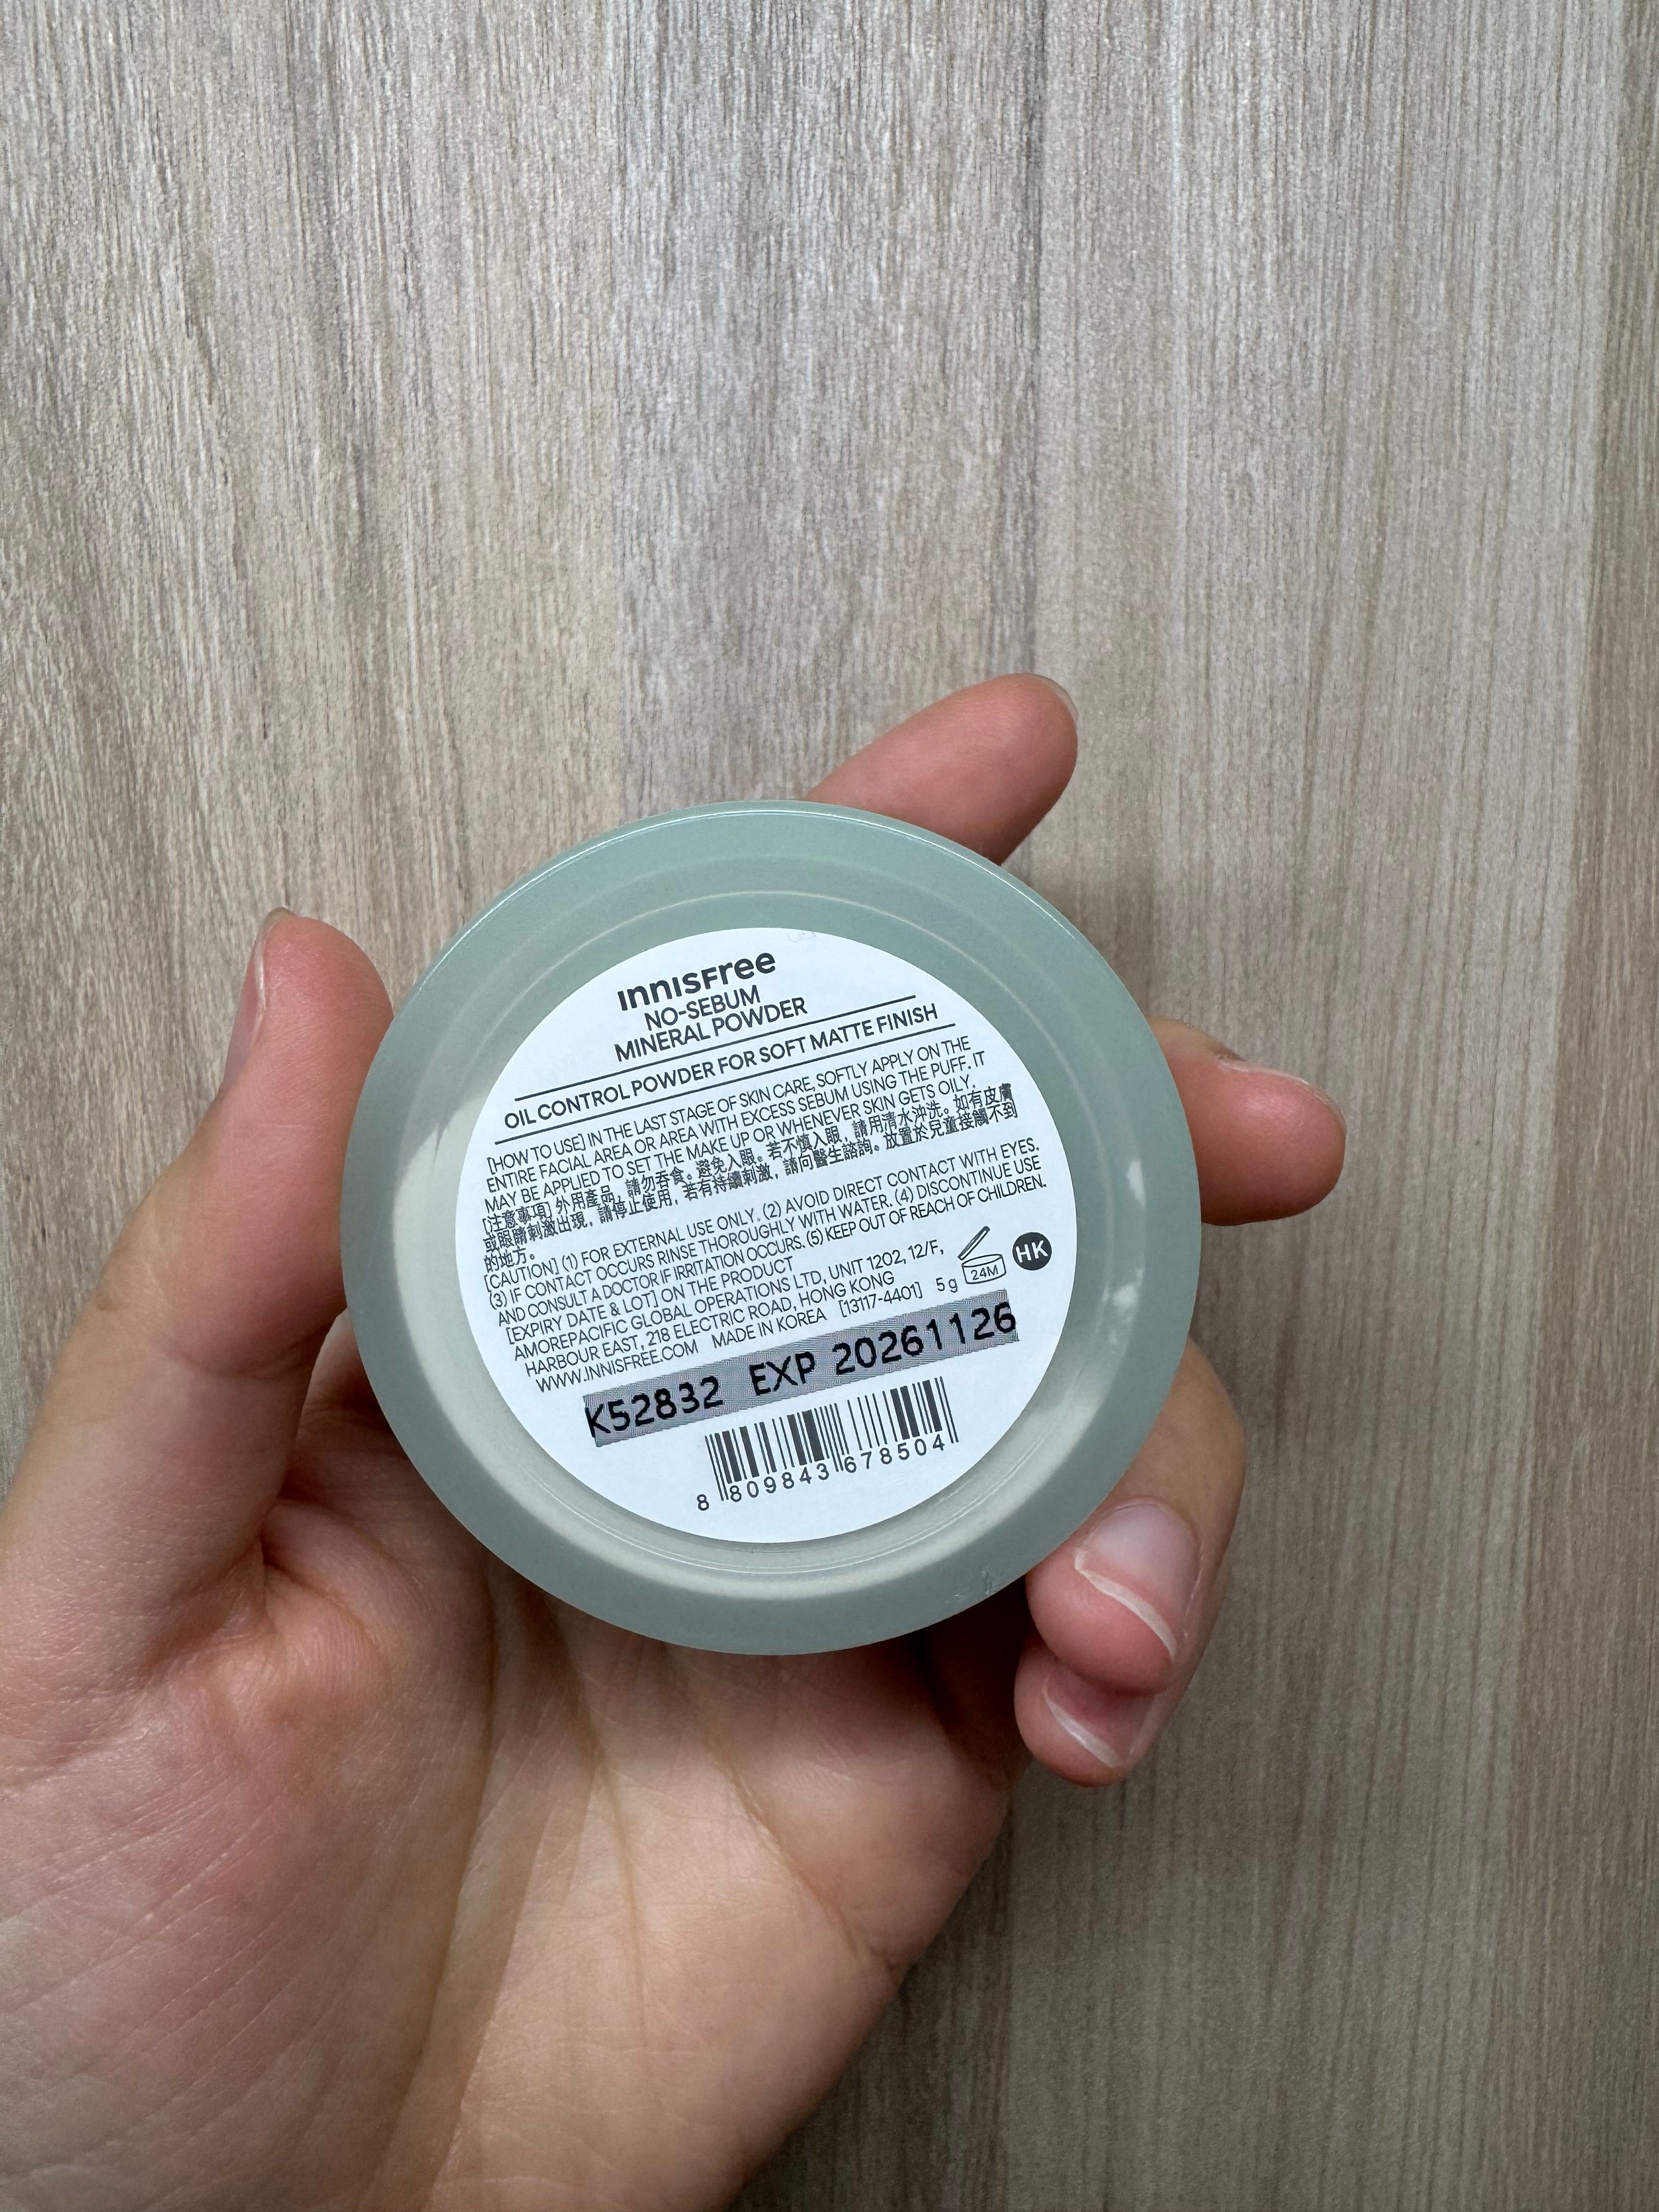 innisfree
NO-SEBUM
MINERAL POWDER
OIL CONTROL POWDER FOR SOFT MATTE FINISH
[HOW TO USE] IN THE LAST STAGE OF SKIN CARE, SOFTLY APPLY ON THE
ENTIRE FACIAL AREA OR AREA WITH EXCESS SEBUM USING THE PUFF. IT
MAY BE APPLIED TO SET THE MAKE UP OR WHENEVER SKIN GETS OILY.
[注意事項] 外用產品, 請勿吞食。避免入眼。若不慎入眼, 請用清水沖洗。如有皮膚
或眼睛刺激出現, 請停止使用, 若有持續刺激, 請向醫生諮詢。放置於兒童接觸不到
的地方。
[CAUTION] (1) FOR EXTERNAL USE ONLY. (2) AVOID DIRECT CONTACT WITH EYES.
(3) IF CONTACT OCCURS RINSE THOROUGHLY WITH WATER. (4) DISCONTINUE USE
AND CONSULT A DOCTOR IF IRRITATION OCCURS. (5) KEEP OUT OF REACH OF CHILDREN.
[EXPIRY DATE & LOT] ON THE PRODUCT
AMOREPACIFIC GLOBAL OPERATIONS LTD, UNIT 1202, 12/F,
HARBOUR EAST, 218 ELECTRIC ROAD, HONG KONG
WWW.INNISFREE.COM MADE IN KOREA [13117-4401] 5 g
24M
HK
K52832 EXP 20261126
8 809843 678504